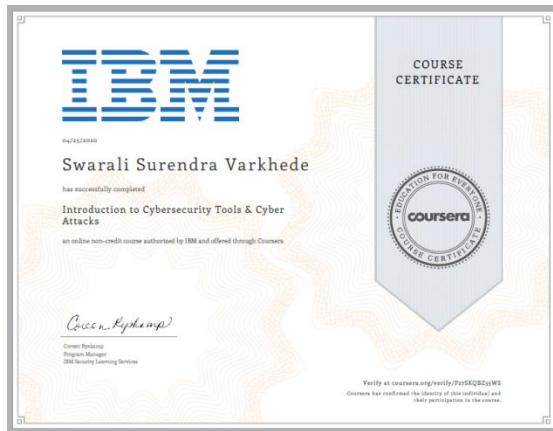 IBM
COURSE
CERTIFICATE
04/25/2020
Swarali Surendra Varkhede
has successfully completed
Introduction to Cybersecurity Tools & Cyber
Attacks
an online non-credit course authorized by IBM and offered through Coursera
EDUCATION FOR EVERYONE
coursera
COURSE CERTIFICATE
Coreen Ryskamp
Coreen Ryskamp
Program Manager
IBM Security Learning Services
Verify at coursera.org/verify/P27SKQBZ55WS
Coursera has confirmed the identity of this individual and
their participation in the course.